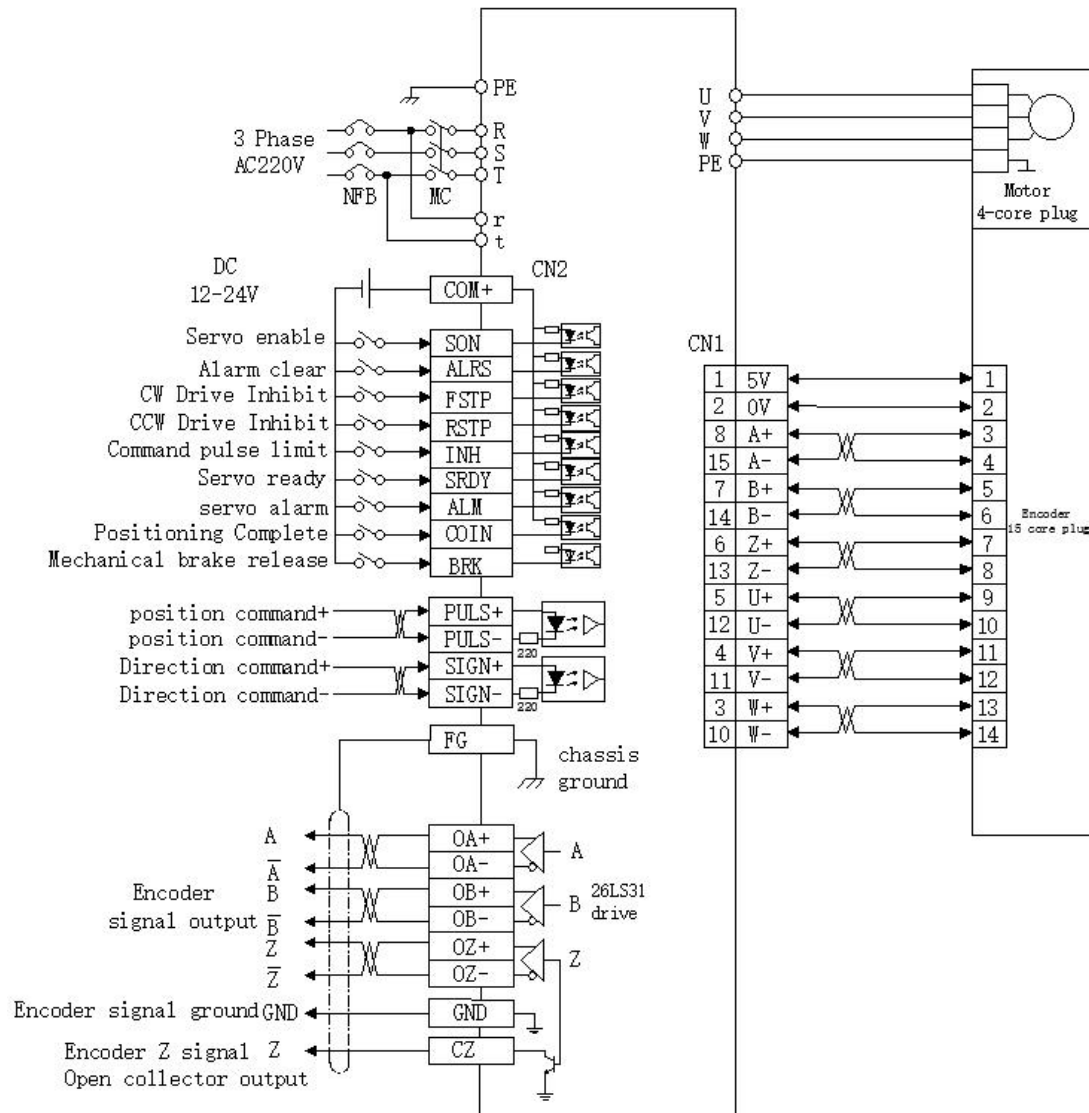 PE
3 Phase
AC220V
R
S
T
NFB
MC
r
t
DC
12-24V
CN2
COM+
Servo enable
SON
Alarm clear
ALRS
CW Drive Inhibit
FSTP
CCW Drive Inhibit
RSTP
Command pulse limit
INH
Servo ready
SRDY
servo alarm
ALM
Positioning Complete
COIN
Mechanical brake release
BRK
position command+
PULS+
position command-
PULS-
220
Direction command+
SIGN+
Direction command-
SIGN-
220
FG
chassis
ground
A
OA+
A
A̅
OA-
B
OB+
B
26LS31
drive
B̅
OB-
Encoder
signal output
Z
OZ+
Z
Z̅
OZ-
Encoder signal ground GND
GND
Encoder Z signal Z
Open collector output
CZ
U
V
W
PE
Motor
4-core plug
CN1
1 5V 1
2 0V 2
8 A+ 3
15 A- 4
7 B+ 5
14 B- 6
6 Z+ 7
13 Z- 8
5 U+ 9
12 U- 10
4 V+ 11
11 V- 12
3 W+ 13
10 W- 14
Encoder
15 core plug